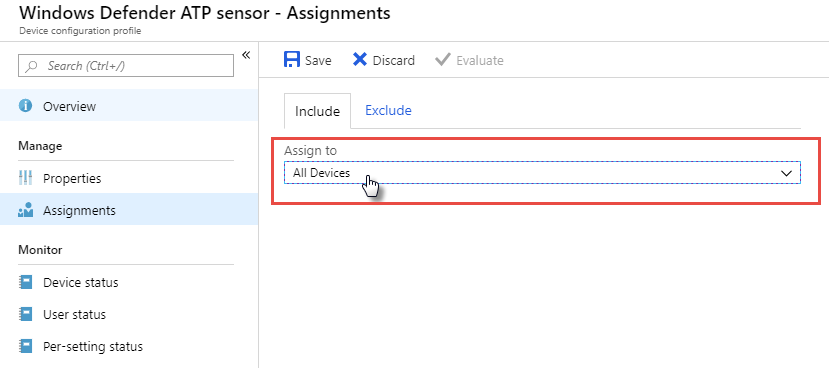 Windows Defender ATP sensor - Assignments
Device configuration profile
Search (Ctrl+/)
Overview
Manage
Properties
Assignments
Monitor
Device status
User status
Per-setting status
Save
Discard
Evaluate
Include
Exclude
Assign to
All Devices